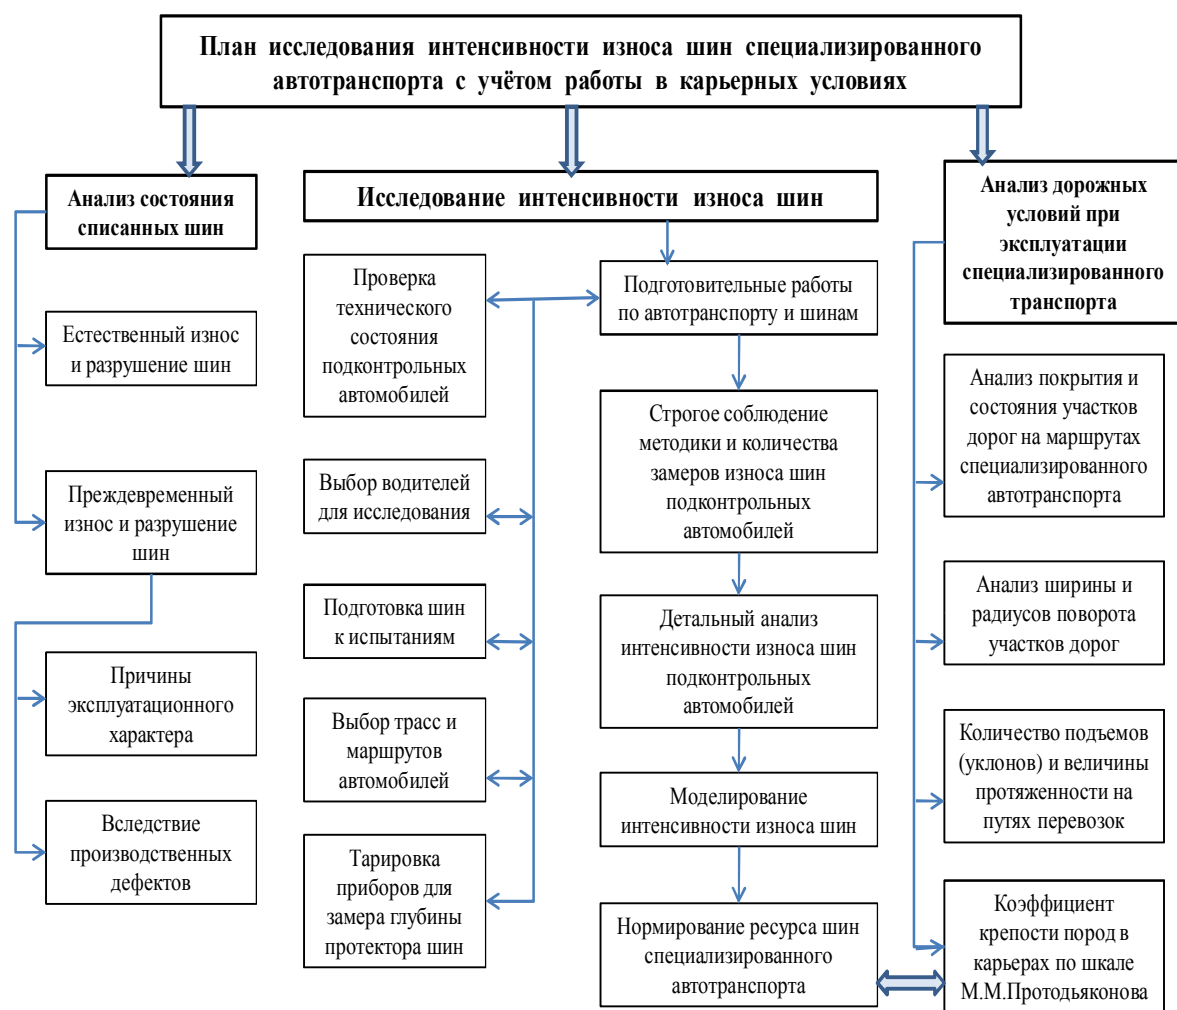 План исследования интенсивности износа шин специализированного
автотранспорта с учётом работы в карьерных условиях
Анализ состояния
списанных шин
Естественный износ
и разрушение шин
Преждевременный
износ и разрушение
шин
Причины
эксплуатационного
характера
Вследствие
производственных
дефектов
Исследование интенсивности износа шин
Проверка
технического
состояния
подконтрольных
автомобилей
Выбор водителей
для исследования
Подготовка шин
к испытаниям
Выбор трасс и
маршрутов
автомобилей
Тарировка
приборов для
замера глубины
протектора шин
Подготовительные работы
по автотранспорту и шинам
Строгое соблюдение
методики и количества
замеров износа шин
подконтрольных
автомобилей
Детальный анализ
интенсивности износа шин
подконтрольных
автомобилей
Моделирование
интенсивности износа шин
Нормирование ресурса шин
специализированного
автотранспорта
Анализ дорожных
условий при
эксплуатации
специализированного
транспорта
Анализ покрытия и
состояния участков
дорог на маршрутах
специализированного
автотранспорта
Анализ ширины и
радиусов поворота
участков дорог
Количество подъемов
(уклонов) и величины
протяженности на
путях перевозок
Коэффициент
крепости пород в
карьерах по шкале
М.М.Протодьяконова